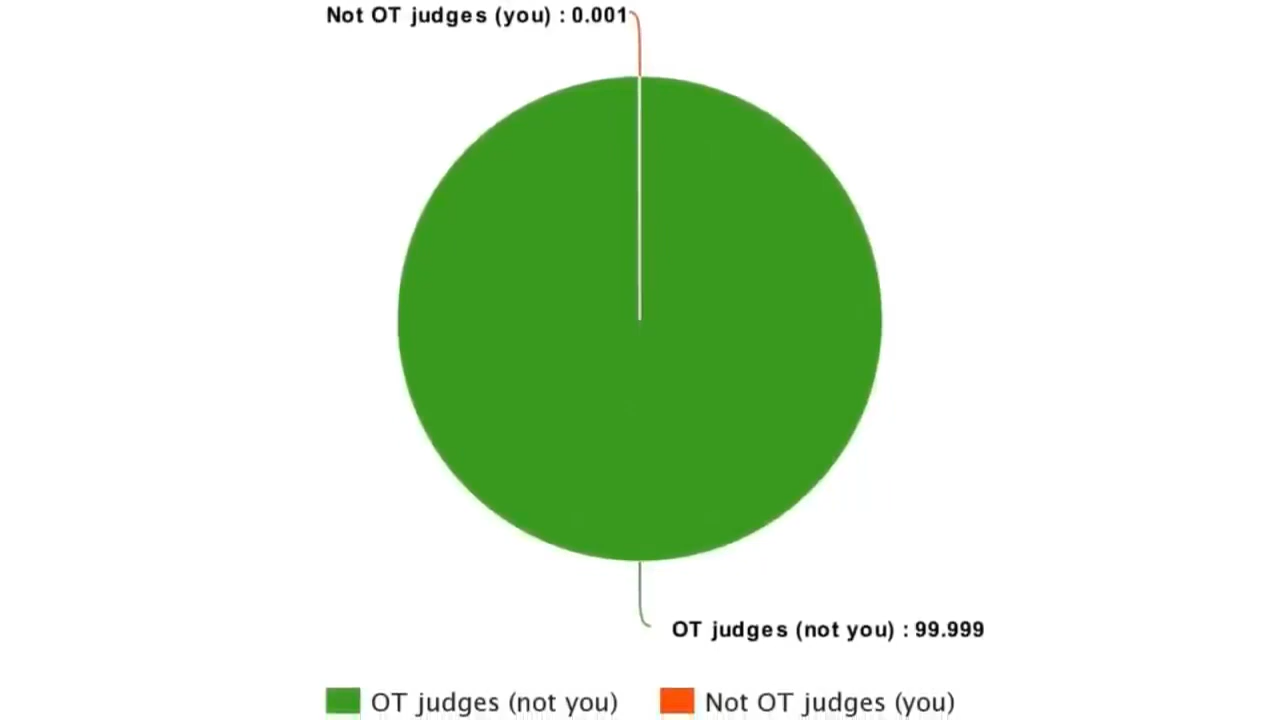 Not OT judges (you) : 0.001
OT judges (not you) : 99.999
OT judges (not you)
Not OT judges (you)